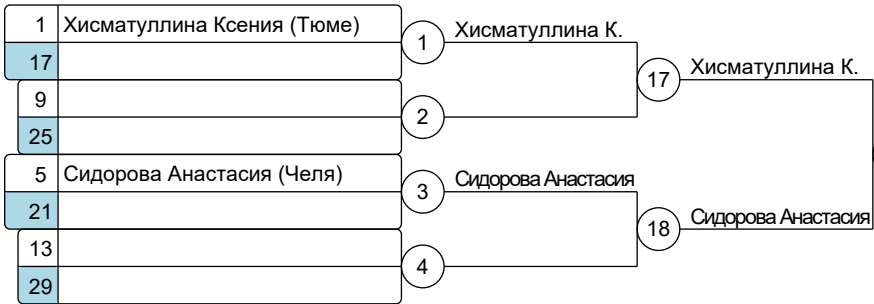 1 Хисматуллина Ксения (Тюме)
17
1 Хисматуллина К.
17 Хисматуллина К.
9
25
2
5 Сидорова Анастасия (Челя)
21
3 Сидорова Анастасия
18 Сидорова Анастасия
13
29
4